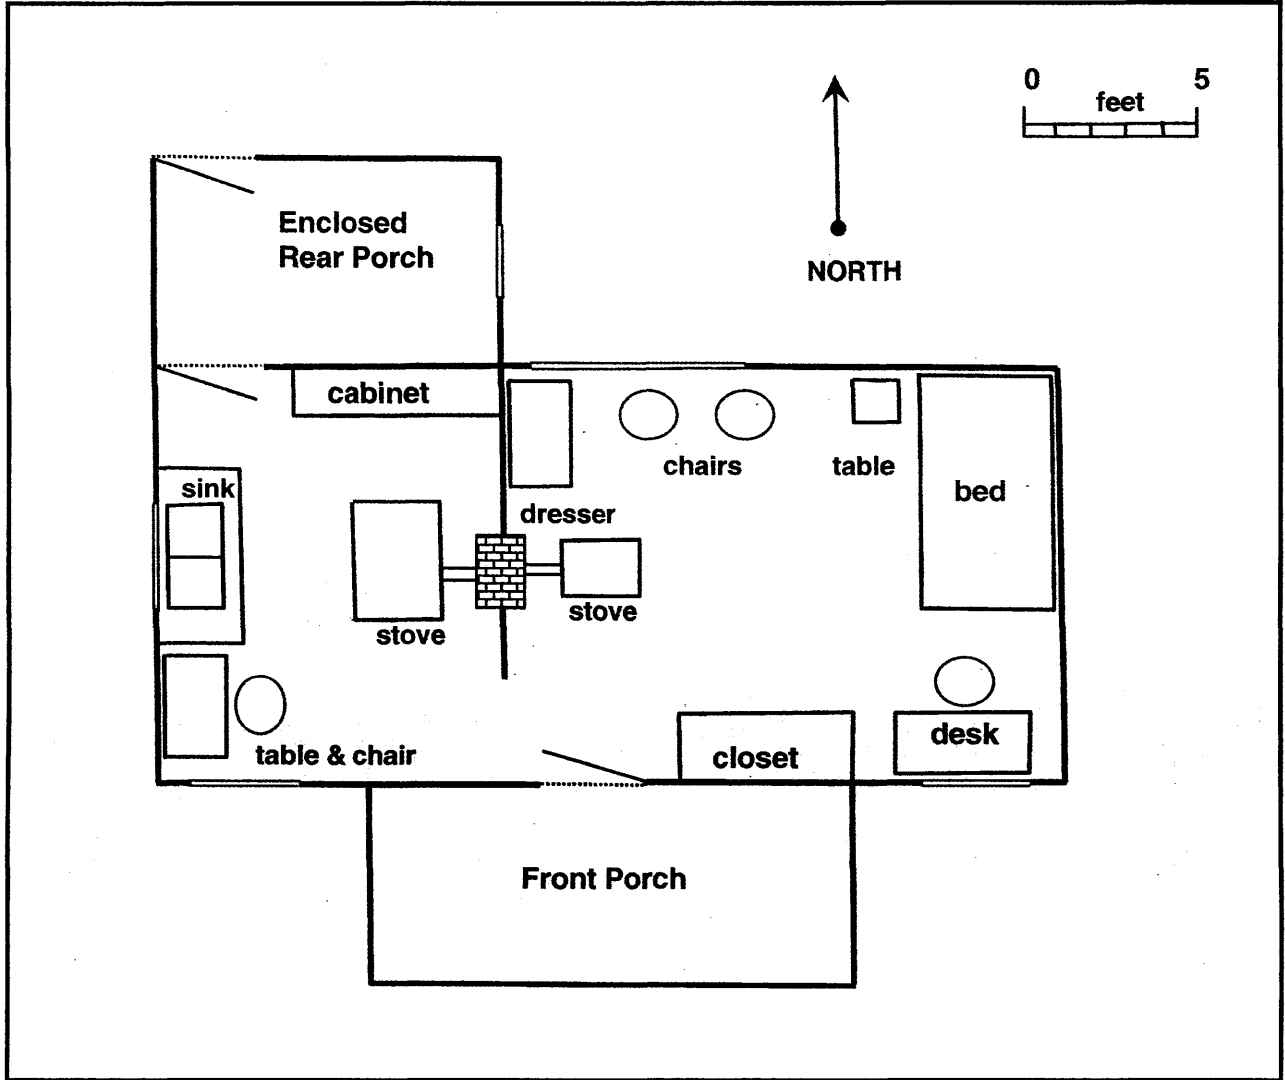 0 5
feet
Enclosed
Rear Porch
NORTH
cabinet
chairs
table
bed
sink
dresser
stove
stove
table & chair
closet
desk
Front Porch